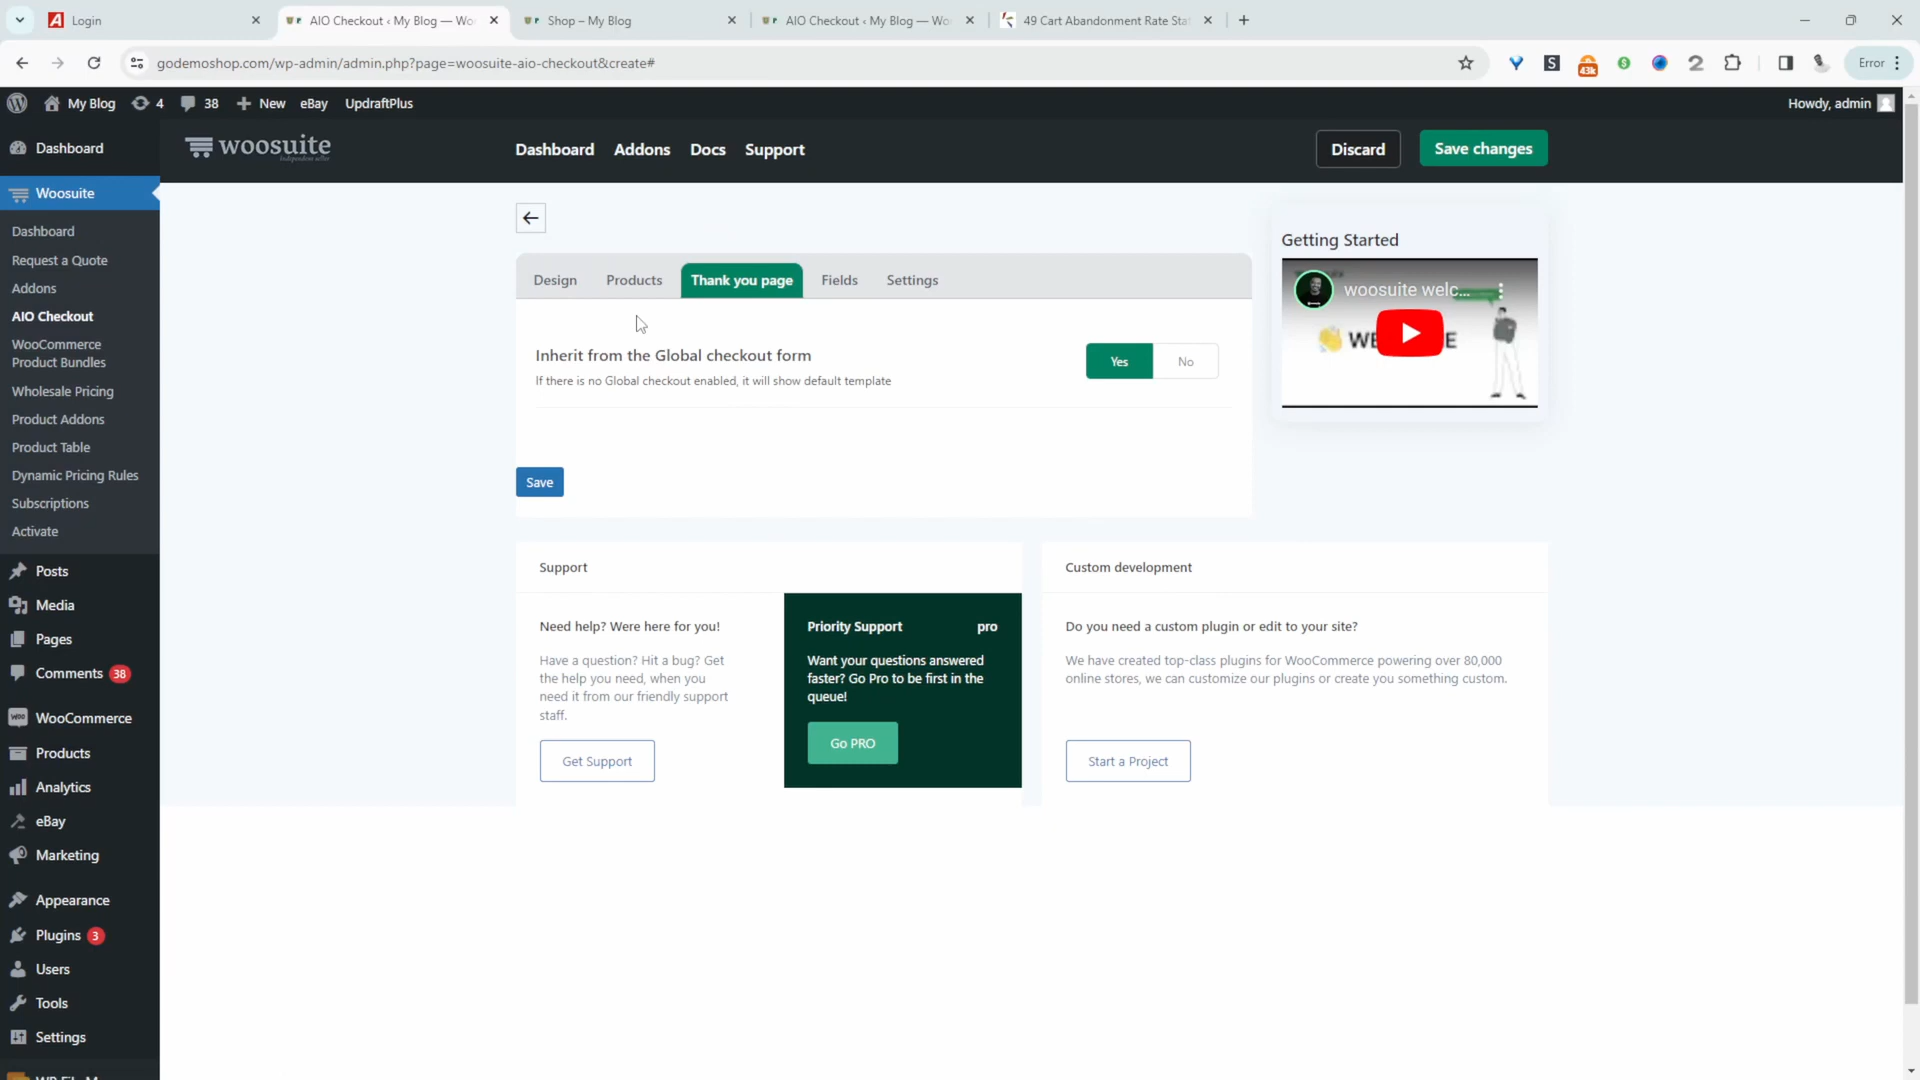 Login
AIO Checkout ‹ My Blog — Wo
Shop – My Blog
AIO Checkout ‹ My Blog — Wo
49 Cart Abandonment Rate Sta
godemoshop.com/wp-admin/admin.php?page=woosuite-aio-checkout&create#
43k
Error
My Blog
4
38
New
eBay
UpdraftPlus
Howdy, admin
woosuite
Dashboard
Addons
Docs
Support
Discard
Save changes
Dashboard
Woosuite
Dashboard
Request a Quote
Addons
AIO Checkout
WooCommerce
Product Bundles
Wholesale Pricing
Product Addons
Product Table
Dynamic Pricing Rules
Subscriptions
Activate
Posts
Media
Pages
Comments 38
WooCommerce
Products
Analytics
eBay
Marketing
Appearance
Plugins 3
Users
Tools
Settings
Design
Products
Thank you page
Fields
Settings
Inherit from the Global checkout form
If there is no Global checkout enabled, it will show default template
Yes
No
Save
Getting Started
woosuite welc...
Support
Need help? Were here for you!
Have a question? Hit a bug? Get
the help you need, when you
need it from our friendly support
staff.
Get Support
Priority Support
pro
Want your questions answered
faster? Go Pro to be first in the
queue!
Go PRO
Custom development
Do you need a custom plugin or edit to your site?
We have created top-class plugins for WooCommerce powering over 80,000
online stores, we can customize our plugins or create you something custom.
Start a Project